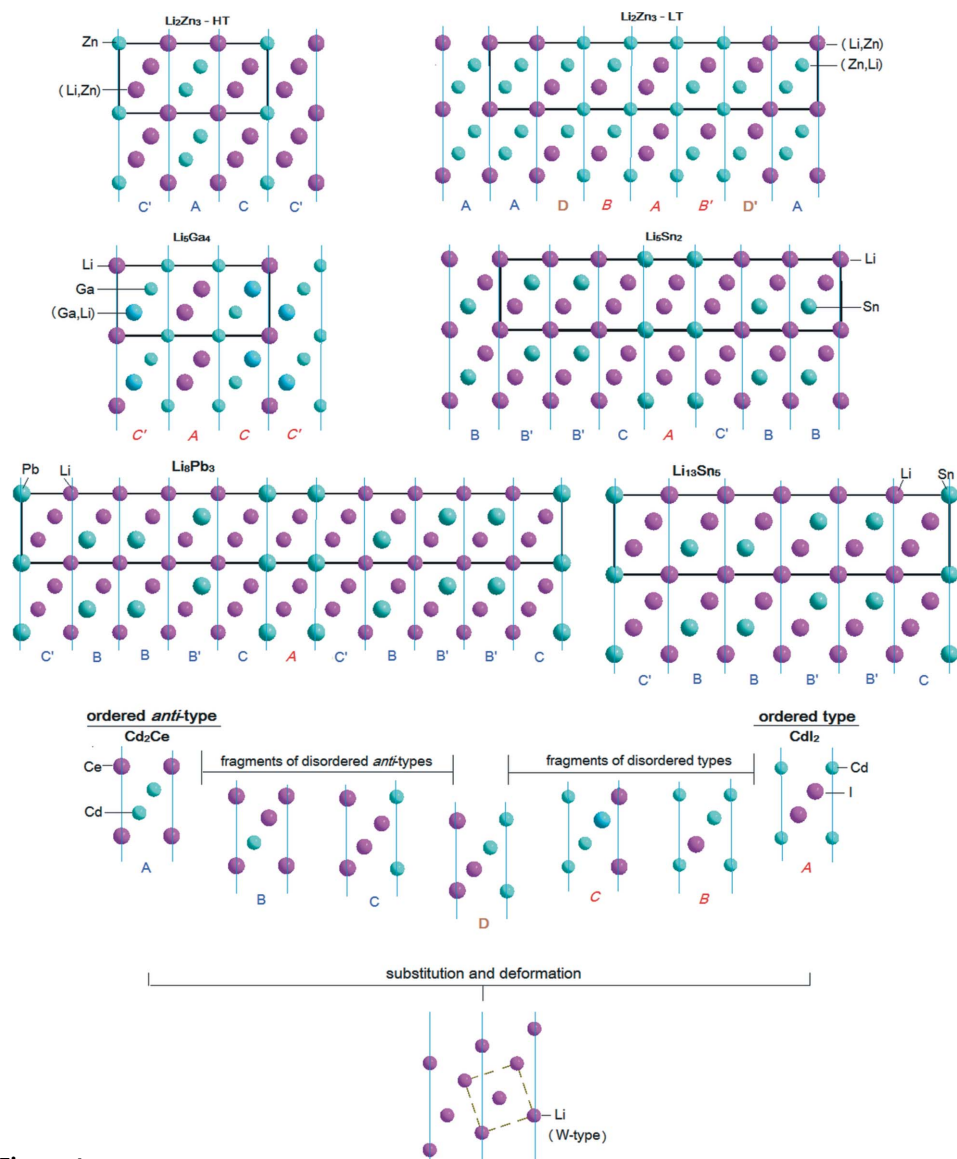 Li₂Zn₃ - HT
Li₂Zn₃ - LT
Zn
(Li,Zn)
(Li,Zn)
(Zn,Li)
C' A C C'
A A D B A B' D' A
Li₅Ga₄
Li₅Sn₂
Li
Ga
(Ga,Li)
Li
Sn
C' A C C'
B B' B' C A C' B B
Pb Li Li₈Pb₃
Li₁₃Sn₅
Li Sn
C' B B B' C A C' B B' B' C
C' B B B' B' C
ordered anti-type
Cd₂Ce
ordered type
CdI₂
fragments of disordered anti-types
fragments of disordered types
Ce
Cd
Cd
I
A
B
C
D
C
B
A
substitution and deformation
Li
(W-type)